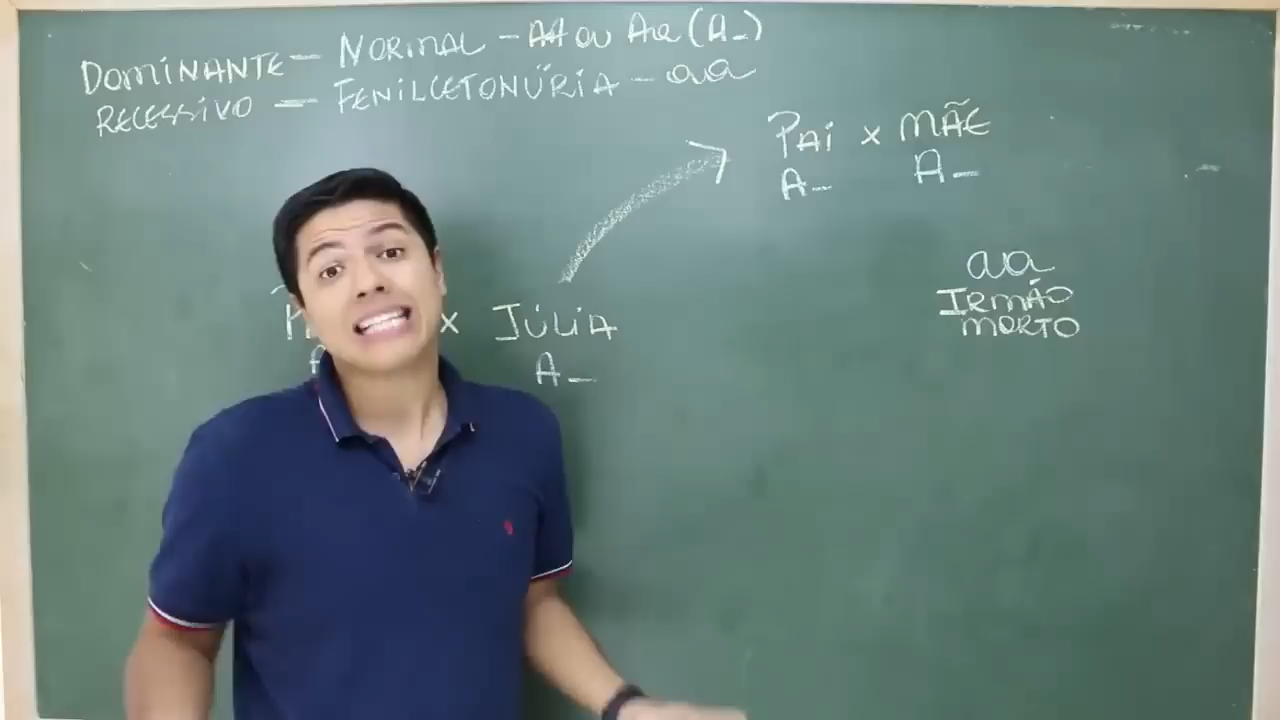 DOMINANTE — NORMAL — AA ou Aa (A_)
RECESSIVO — FENILCETONÚRIA — aa
PAI x MÃE
A_ A_
aa
IRMÃO
MORTO
x JÚLIA
A_